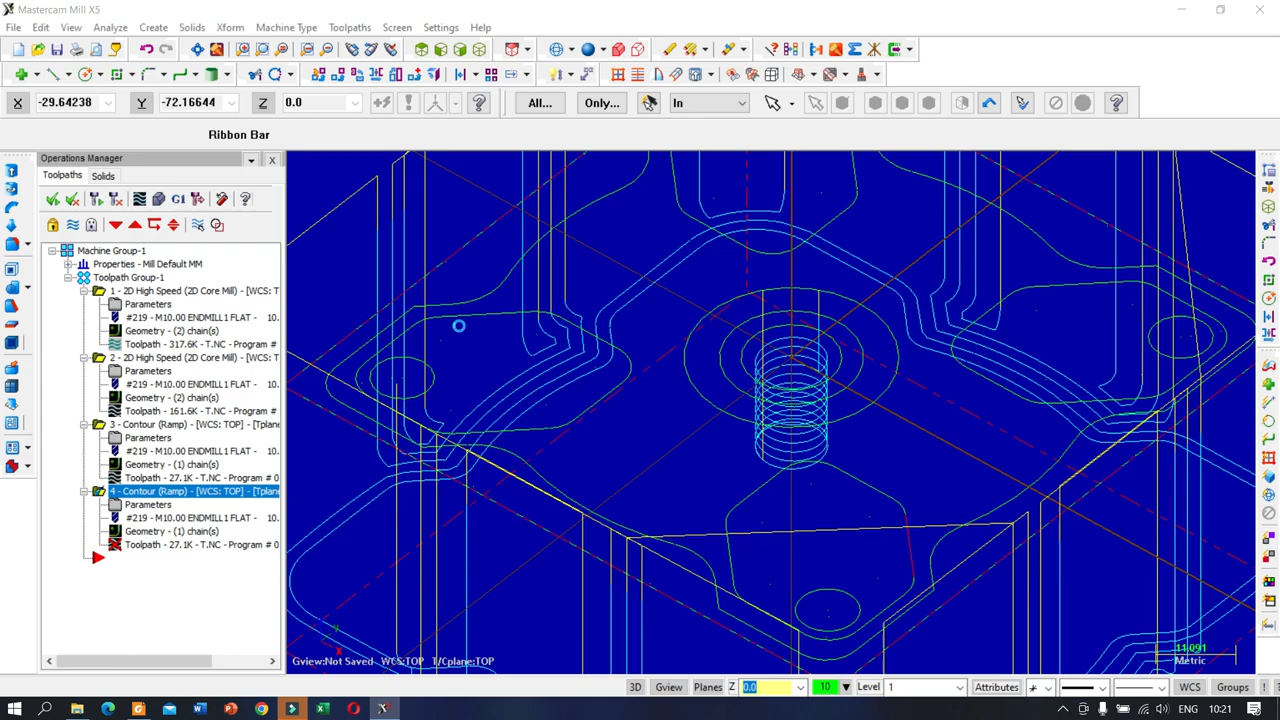 Mastercam Mill X5
File Edit View Analyze Create Solids Xform Machine Type Toolpaths Screen Settings Help
X -29.64238 Y -72.16644 Z 0.0 All... Only... In
Ribbon Bar
Operations Manager
Toolpaths Solids
G1
Machine Group-1
Properties - Mill Default MM
Toolpath Group-1
1 - 2D High Speed (2D Core Mill) - [WCS: T
Parameters
#219 - M10.00 ENDMILL1 FLAT - 10.
Geometry - (2) chain(s)
Toolpath - 317.6K - T.NC - Program #
2 - 2D High Speed (2D Core Mill) - [WCS: T
Parameters
#219 - M10.00 ENDMILL1 FLAT - 10.
Geometry - (2) chain(s)
Toolpath - 161.6K - T.NC - Program #
3 - Contour (Ramp) - [WCS: TOP] - [Tplane
Parameters
#219 - M10.00 ENDMILL1 FLAT - 10.
Geometry - (1) chain(s)
Toolpath - 27.1K - T.NC - Program # 0
4 - Contour (Ramp) - [WCS: TOP] - [Tplane
Parameters
#219 - M10.00 ENDMILL1 FLAT - 10.
Geometry - (1) chain(s)
Toolpath - 27.1K - T.NC - Program # 0
Y
X
Gview:Not Saved WCS:TOP T/Cplane:TOP
11.091
Metric
3D Gview Planes Z 0.0 10 Level 1 Attributes WCS Groups ! ?
ENG 10:21